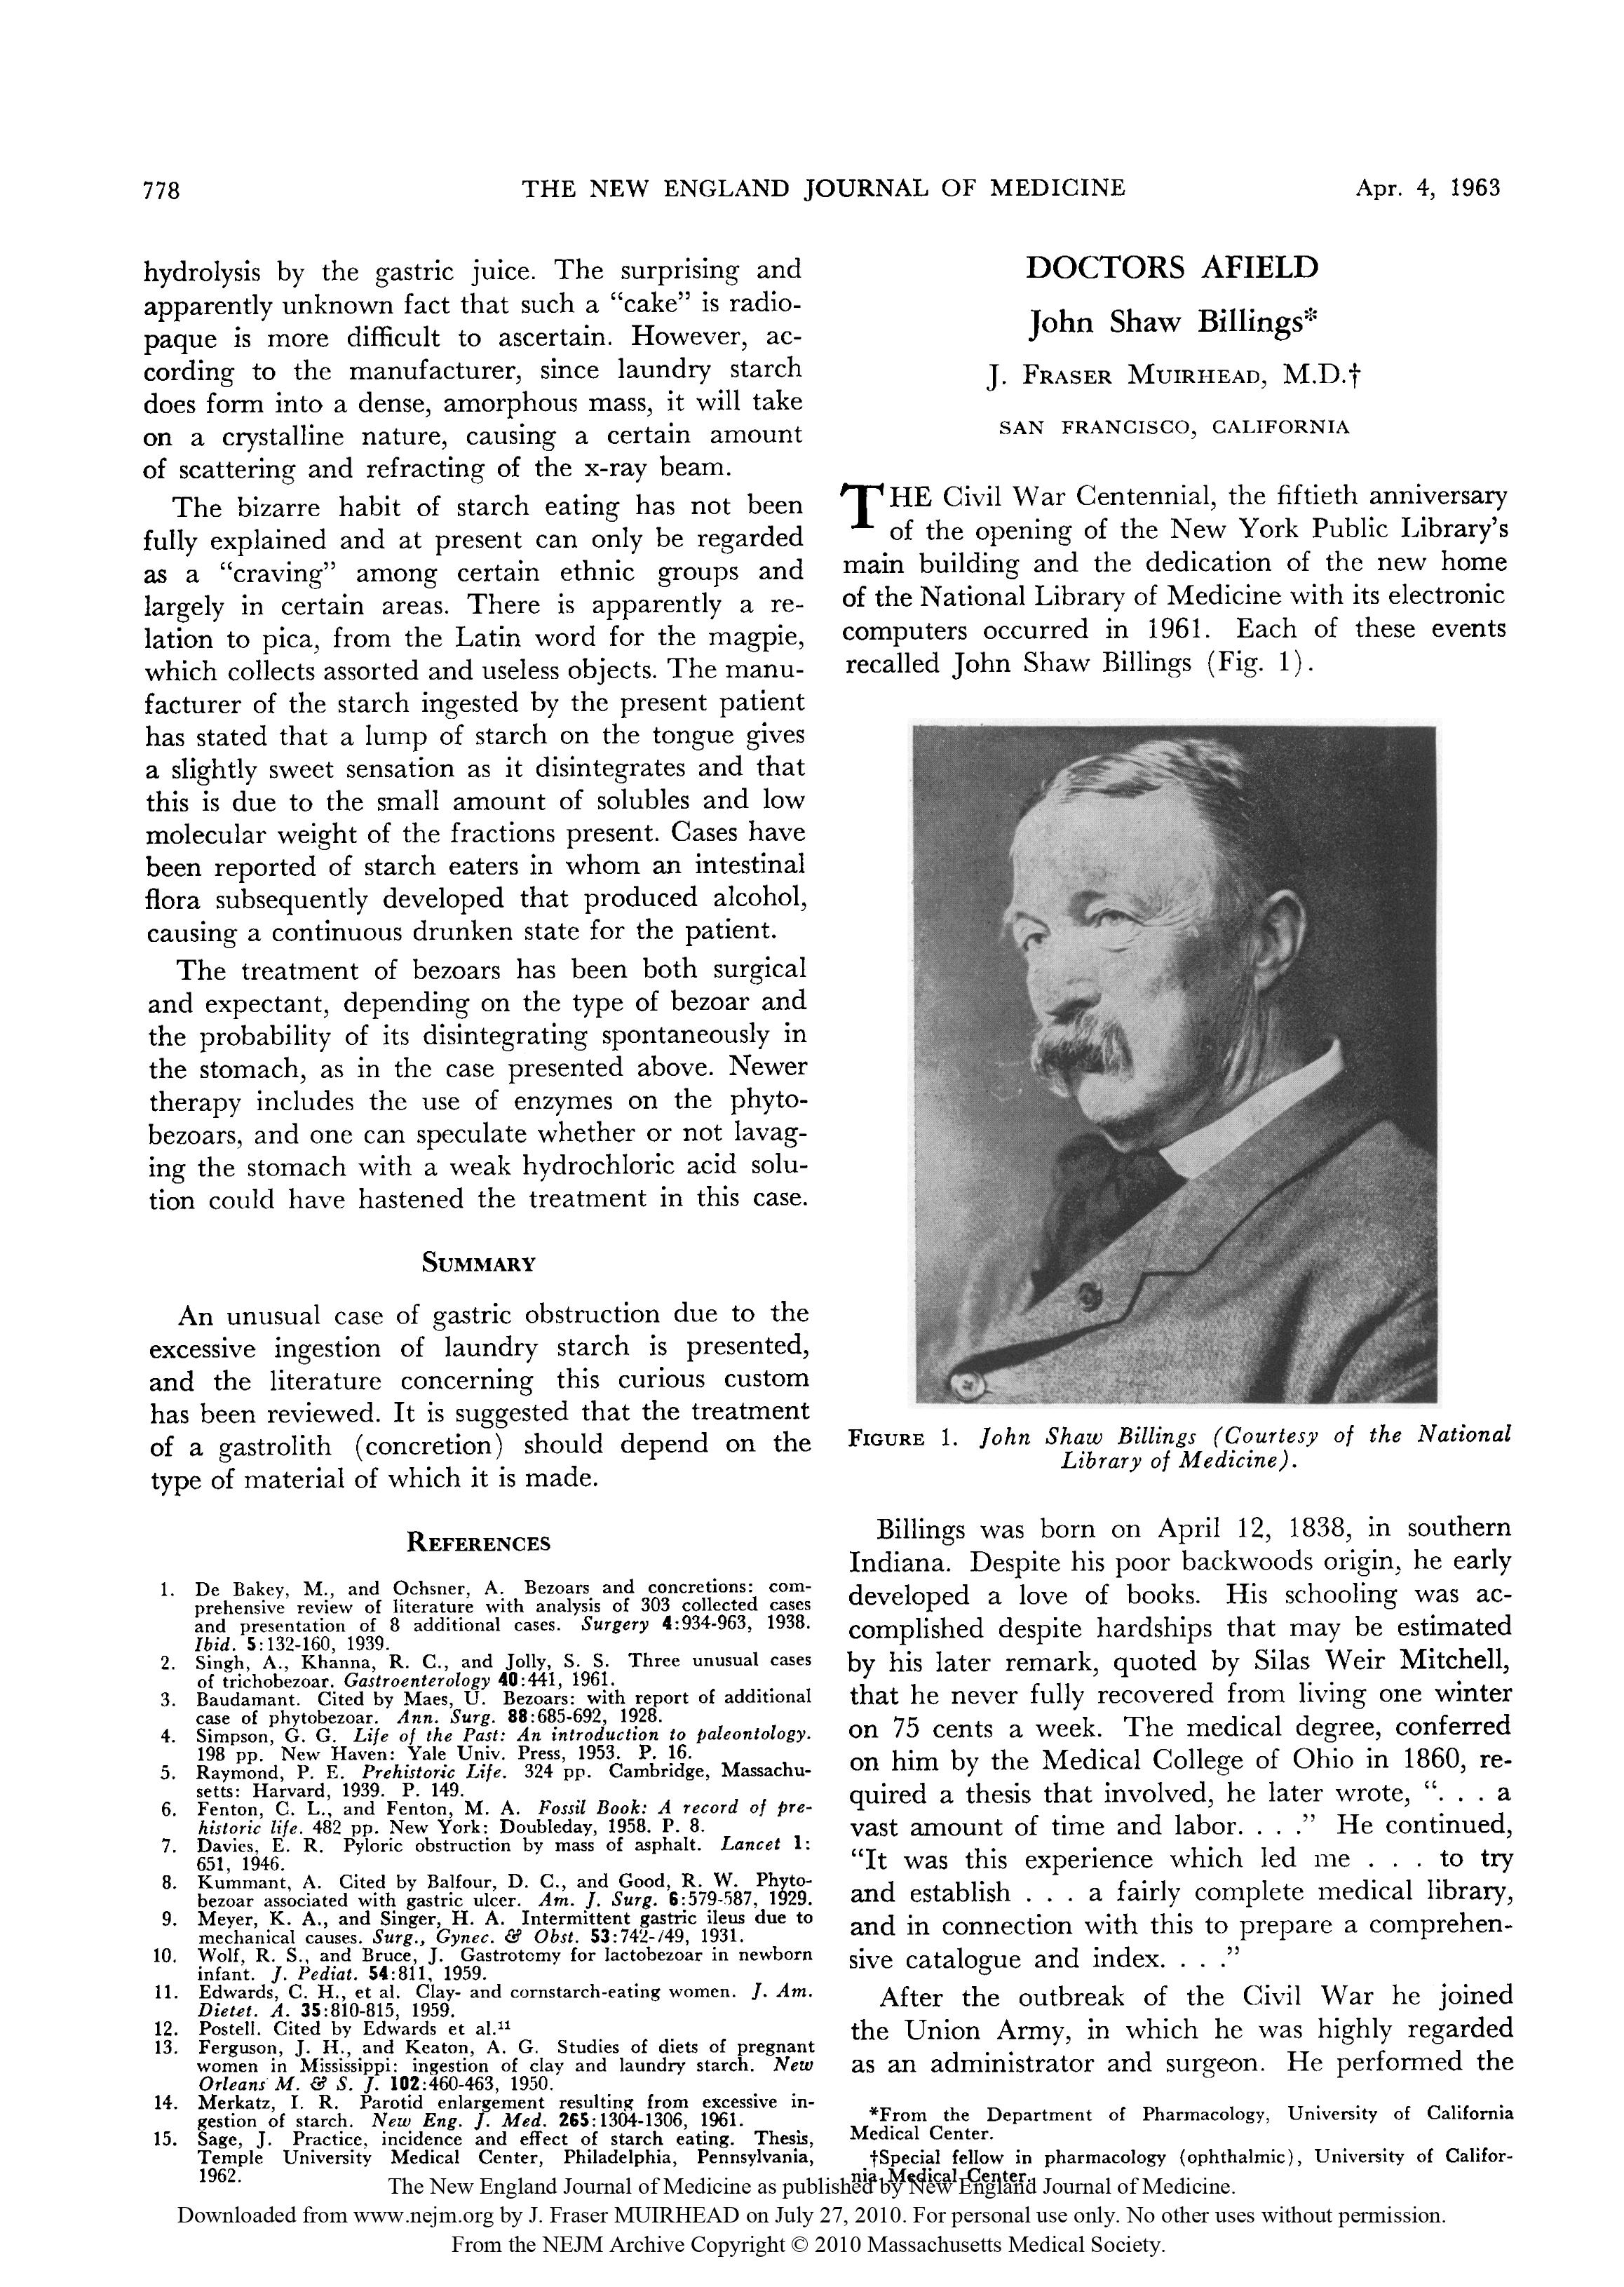 778
THE NEW ENGLAND JOURNAL OF MEDICINE
Apr. 4, 1963
hydrolysis by the gastric juice. The surprising and
apparently unknown fact that such a “cake” is radio-
paque is more difficult to ascertain. However, ac-
cording to the manufacturer, since laundry starch
does form into a dense, amorphous mass, it will take
on a crystalline nature, causing a certain amount
of scattering and refracting of the x-ray beam.
The bizarre habit of starch eating has not been
fully explained and at present can only be regarded
as a “craving” among certain ethnic groups and
largely in certain areas. There is apparently a re-
lation to pica, from the Latin word for the magpie,
which collects assorted and useless objects. The manu-
facturer of the starch ingested by the present patient
has stated that a lump of starch on the tongue gives
a slightly sweet sensation as it disintegrates and that
this is due to the small amount of solubles and low
molecular weight of the fractions present. Cases have
been reported of starch eaters in whom an intestinal
flora subsequently developed that produced alcohol,
causing a continuous drunken state for the patient.
The treatment of bezoars has been both surgical
and expectant, depending on the type of bezoar and
the probability of its disintegrating spontaneously in
the stomach, as in the case presented above. Newer
therapy includes the use of enzymes on the phyto-
bezoars, and one can speculate whether or not lavag-
ing the stomach with a weak hydrochloric acid solu-
tion could have hastened the treatment in this case.
SUMMARY
An unusual case of gastric obstruction due to the
excessive ingestion of laundry starch is presented,
and the literature concerning this curious custom
has been reviewed. It is suggested that the treatment
of a gastrolith (concretion) should depend on the
type of material of which it is made.
REFERENCES
1. De Bakey, M., and Ochsner, A. Bezoars and concretions: com-
prehensive review of literature with analysis of 303 collected cases
and presentation of 8 additional cases. Surgery 4:934-963, 1938.
Ibid. 5:132-160, 1939.
2. Singh, A., Khanna, R. C., and Jolly, S. S. Three unusual cases
of trichobezoar. Gastroenterology 40:441, 1961.
3. Baudamant. Cited by Maes, U. Bezoars: with report of additional
case of phytobezoar. Ann. Surg. 88:685-692, 1928.
4. Simpson, G. G. Life of the Past: An introduction to paleontology.
198 pp. New Haven: Yale Univ. Press, 1953. P. 16.
5. Raymond, P. E. Prehistoric Life. 324 pp. Cambridge, Massachu-
setts: Harvard, 1939. P. 149.
6. Fenton, C. L., and Fenton, M. A. Fossil Book: A record of pre-
historic life. 482 pp. New York: Doubleday, 1958. P. 8.
7. Davies, E. R. Pyloric obstruction by mass of asphalt. Lancet 1:
651, 1946.
8. Kummant, A. Cited by Balfour, D. C., and Good, R. W. Phyto-
bezoar associated with gastric ulcer. Am. J. Surg. 6:579-587, 1929.
9. Meyer, K. A., and Singer, H. A. Intermittent gastric ileus due to
mechanical causes. Surg., Gynec. & Obst. 53:742-749, 1931.
10. Wolf, R. S., and Bruce, J. Gastrotomy for lactobezoar in newborn
infant. J. Pediat. 54:811, 1959.
11. Edwards, C. H., et al. Clay- and cornstarch-eating women. J. Am.
Dietet. A. 35:810-815, 1959.
12. Postell. Cited by Edwards et al.11
13. Ferguson, J. H., and Keaton, A. G. Studies of diets of pregnant
women in Mississippi: ingestion of clay and laundry starch. New
Orleans M. & S. J. 102:460-463, 1950.
14. Merkatz, I. R. Parotid enlargement resulting from excessive in-
gestion of starch. New Eng. J. Med. 265:1304-1306, 1961.
15. Sage, J. Practice, incidence and effect of starch eating. Thesis,
Temple University Medical Center, Philadelphia, Pennsylvania,
1962.
DOCTORS AFIELD
John Shaw Billings*
J. FRASER MUIRHEAD, M.D.†
SAN FRANCISCO, CALIFORNIA
THE Civil War Centennial, the fiftieth anniversary
of the opening of the New York Public Library’s
main building and the dedication of the new home
of the National Library of Medicine with its electronic
computers occurred in 1961. Each of these events
recalled John Shaw Billings (Fig. 1).
FIGURE 1. John Shaw Billings (Courtesy of the National
Library of Medicine).
Billings was born on April 12, 1838, in southern
Indiana. Despite his poor backwoods origin, he early
developed a love of books. His schooling was ac-
complished despite hardships that may be estimated
by his later remark, quoted by Silas Weir Mitchell,
that he never fully recovered from living one winter
on 75 cents a week. The medical degree, conferred
on him by the Medical College of Ohio in 1860, re-
quired a thesis that involved, he later wrote, “. . . a
vast amount of time and labor. . . .” He continued,
“It was this experience which led me . . . to try
and establish . . . a fairly complete medical library,
and in connection with this to prepare a comprehen-
sive catalogue and index. . . .”
After the outbreak of the Civil War he joined
the Union Army, in which he was highly regarded
as an administrator and surgeon. He performed the
*From the Department of Pharmacology, University of California
Medical Center.
†Special fellow in pharmacology (ophthalmic), University of Califor-
nia Medical Center.
The New England Journal of Medicine as published by New England Journal of Medicine.
Downloaded from www.nejm.org by J. Fraser MUIRHEAD on July 27, 2010. For personal use only. No other uses without permission.
From the NEJM Archive Copyright © 2010 Massachusetts Medical Society.